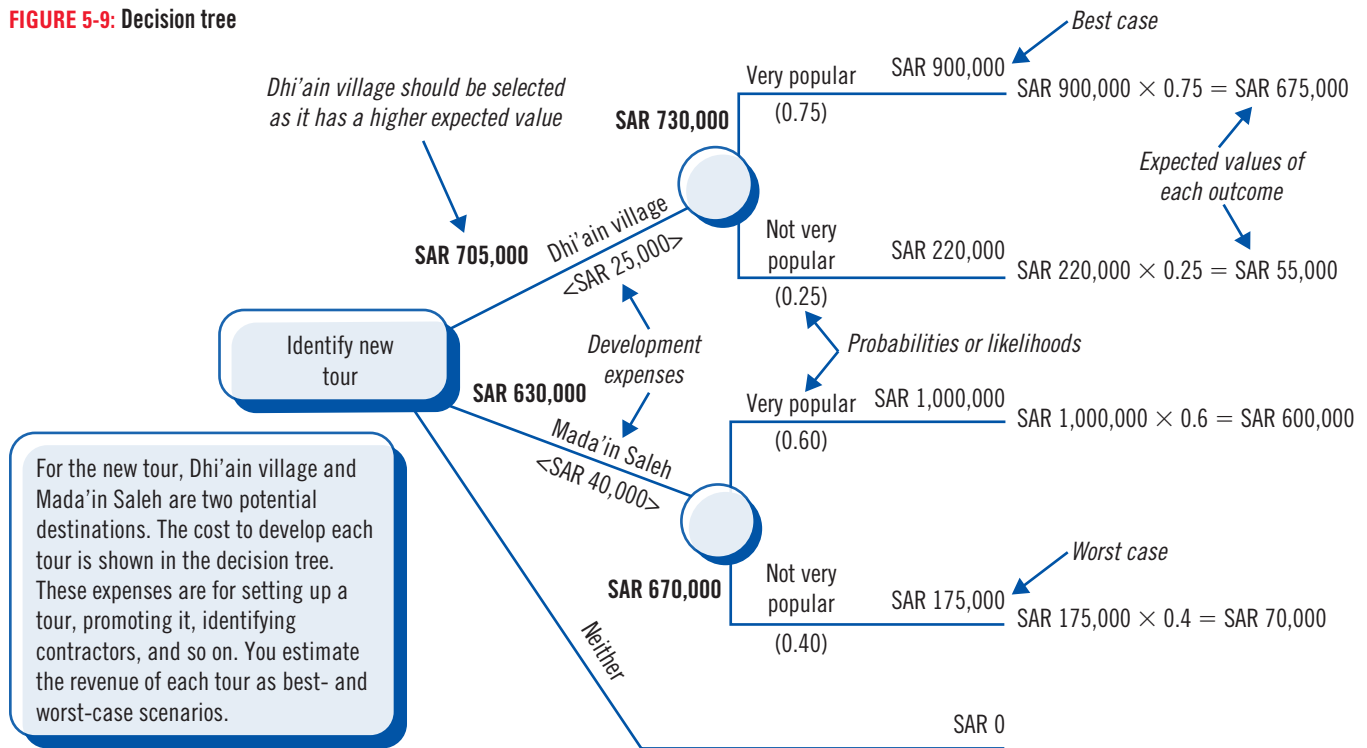 FIGURE 5-9: Decision tree
Best case
Dhi'ain village should be selected
as it has a higher expected value
Very popular
(0.75)
SAR 900,000
SAR 900,000 × 0.75 = SAR 675,000
SAR 730,000
Expected values of
each outcome
SAR 705,000
Dhi'ain village
<SAR 25,000>
Not very
popular
(0.25)
SAR 220,000
SAR 220,000 × 0.25 = SAR 55,000
Identify new
tour
Development
expenses
Probabilities or likelihoods
SAR 630,000
Mada'in Saleh
<SAR 40,000>
Very popular
(0.60)
SAR 1,000,000
SAR 1,000,000 × 0.6 = SAR 600,000
SAR 670,000
Worst case
Not very
popular
(0.40)
SAR 175,000
SAR 175,000 × 0.4 = SAR 70,000
Neither
SAR 0
For the new tour, Dhi'ain village and
Mada'in Saleh are two potential
destinations. The cost to develop each
tour is shown in the decision tree.
These expenses are for setting up a
tour, promoting it, identifying
contractors, and so on. You estimate
the revenue of each tour as best- and
worst-case scenarios.